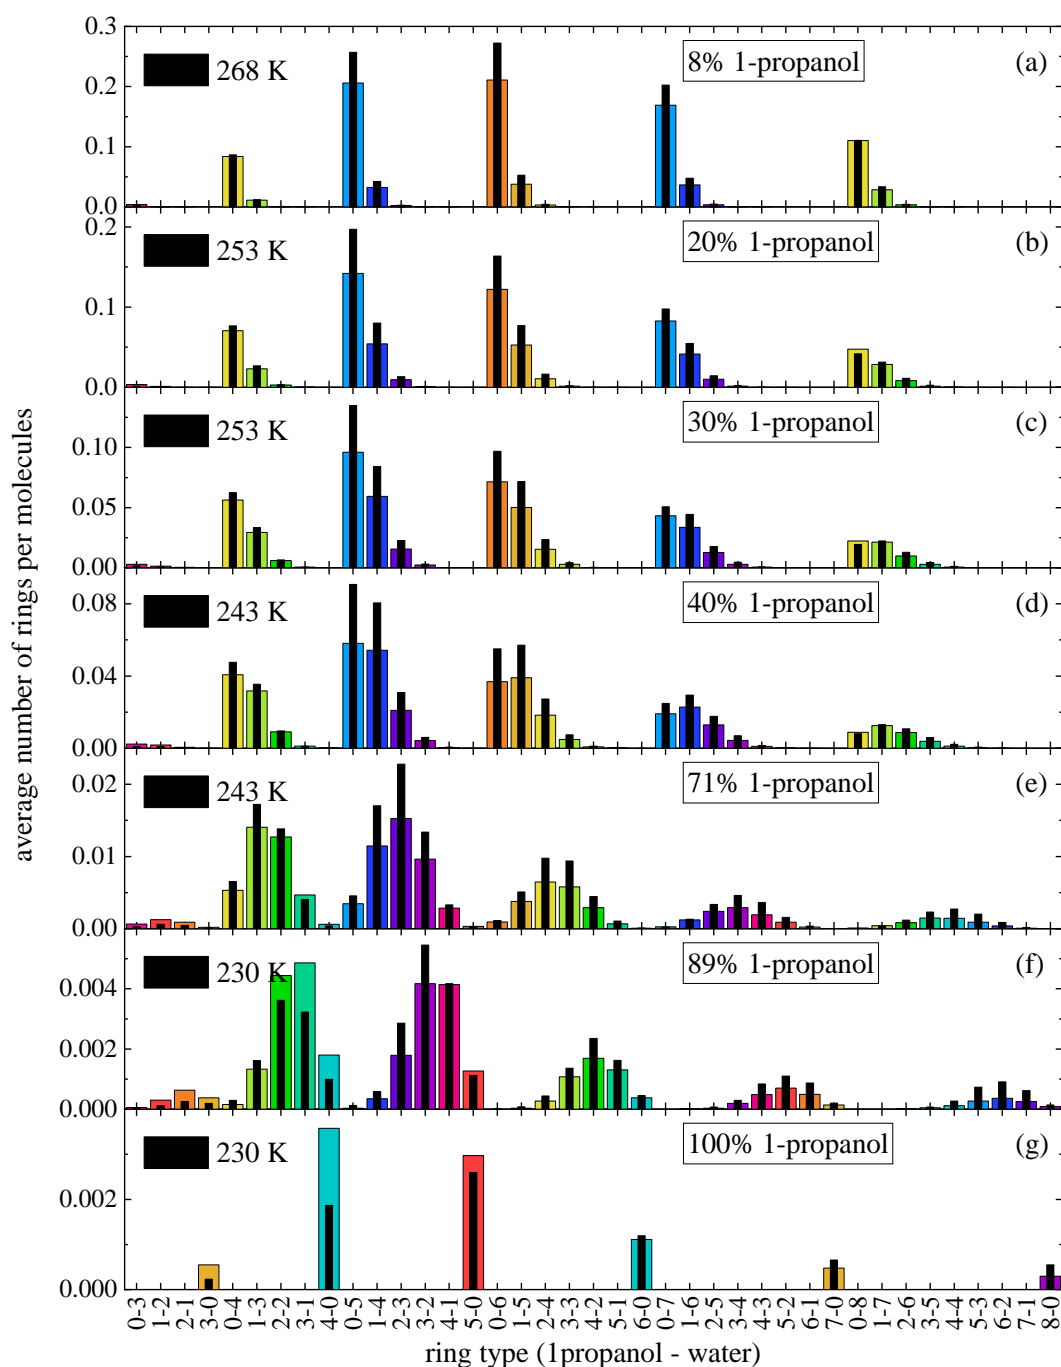 average number of rings per molecules
0.3
0.2
0.1
0.0
268 K
8% 1-propanol
(a)
0.2
0.1
0.0
253 K
20% 1-propanol
(b)
0.10
0.05
0.00
253 K
30% 1-propanol
(c)
0.08
0.04
0.00
243 K
40% 1-propanol
(d)
0.02
0.01
0.00
243 K
71% 1-propanol
(e)
0.004
0.002
0.000
230 K
89% 1-propanol
(f)
0.002
0.000
230 K
100% 1-propanol
(g)
0-3 1-2 2-1 3-0 0-4 1-3 2-2 3-1 4-0 0-5 1-4 2-3 3-2 4-1 5-0 0-6 1-5 2-4 3-3 4-2 5-1 6-0 0-7 1-6 2-5 3-4 4-3 5-2 6-1 7-0 0-8 1-7 2-6 3-5 4-4 5-3 6-2 7-1 8-0
ring type (1propanol - water)